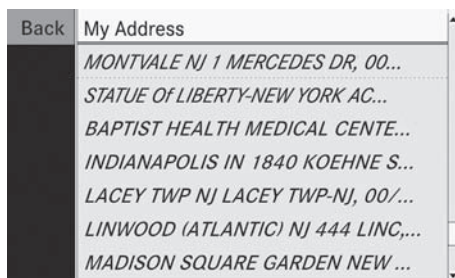 Back My Address
MONTVALE NJ 1 MERCEDES DR, 00...
STATUE Of LIBERTY-NEW YORK AC...
BAPTIST HEALTH MEDICAL CENTE...
INDIANAPOLIS IN 1840 KOEHNE S...
LACEY TWP NJ LACEY TWP-NJ, 00/...
LINWOOD (ATLANTIC) NJ 444 LINC,...
MADISON SQUARE GARDEN NEW ...